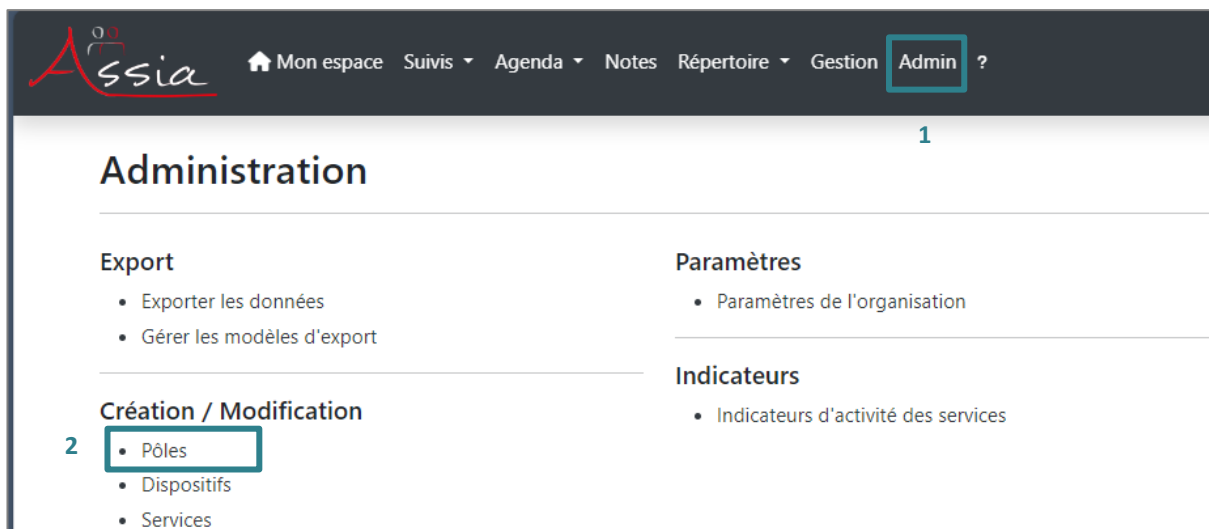 Assia
Mon espace Suivis Agenda Notes Répertoire Gestion Admin ?
1
Administration
Export
Exporter les données
Gérer les modèles d'export
Création / Modification
2
Pôles
Dispositifs
Services
Paramètres
Paramètres de l'organisation
Indicateurs
Indicateurs d'activité des services